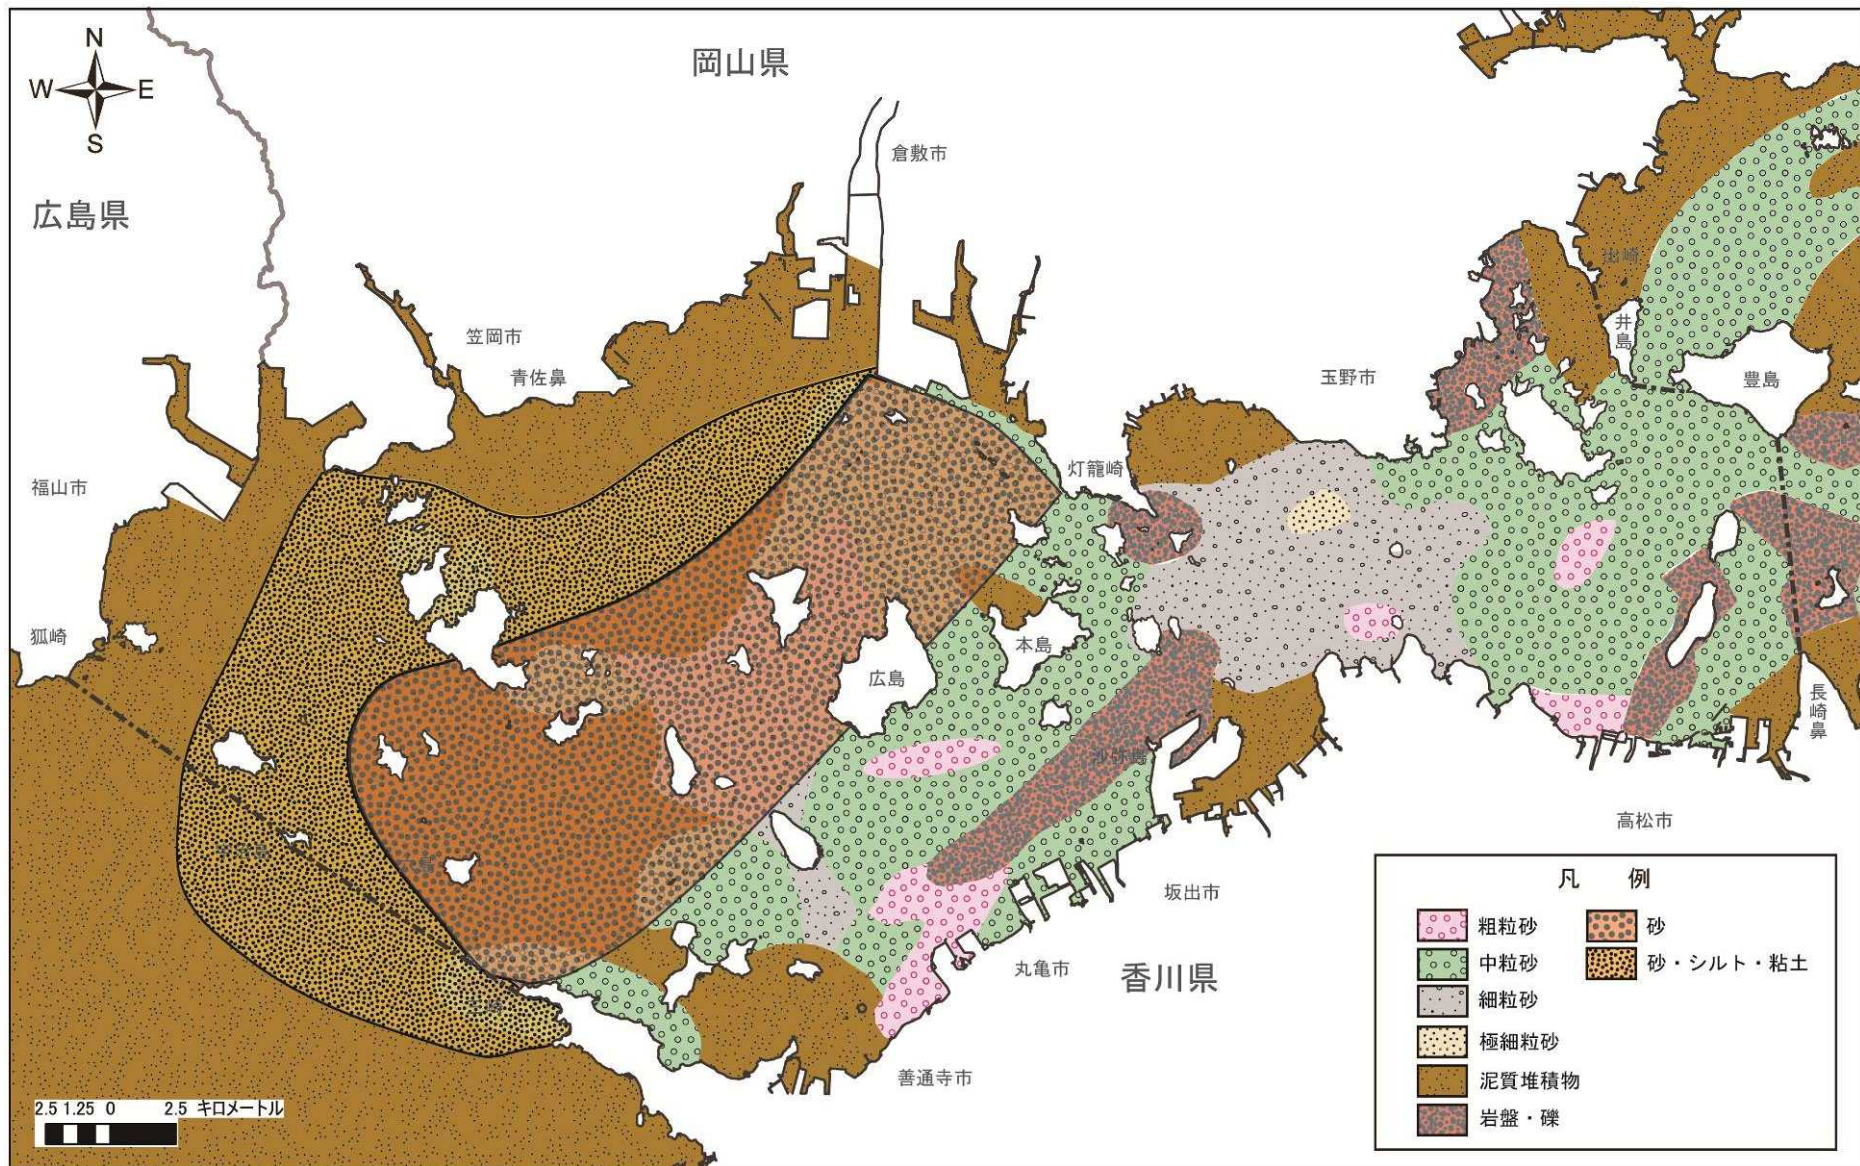 N
W E
S
岡山県
倉敷市
広島県
出崎
井島
笠岡市
青佐鼻
玉野市
豊島
灯籠崎
福山市
狐崎
本島
広島
長崎鼻
沙弥島
高松市
坂出市
丸亀市
香川県
善通寺市
凡 例
粗粒砂
中粒砂
細粒砂
極細粒砂
泥質堆積物
岩盤・礫
砂
砂・シルト・粘土
2.5 1.25 0 2.5 キロメートル